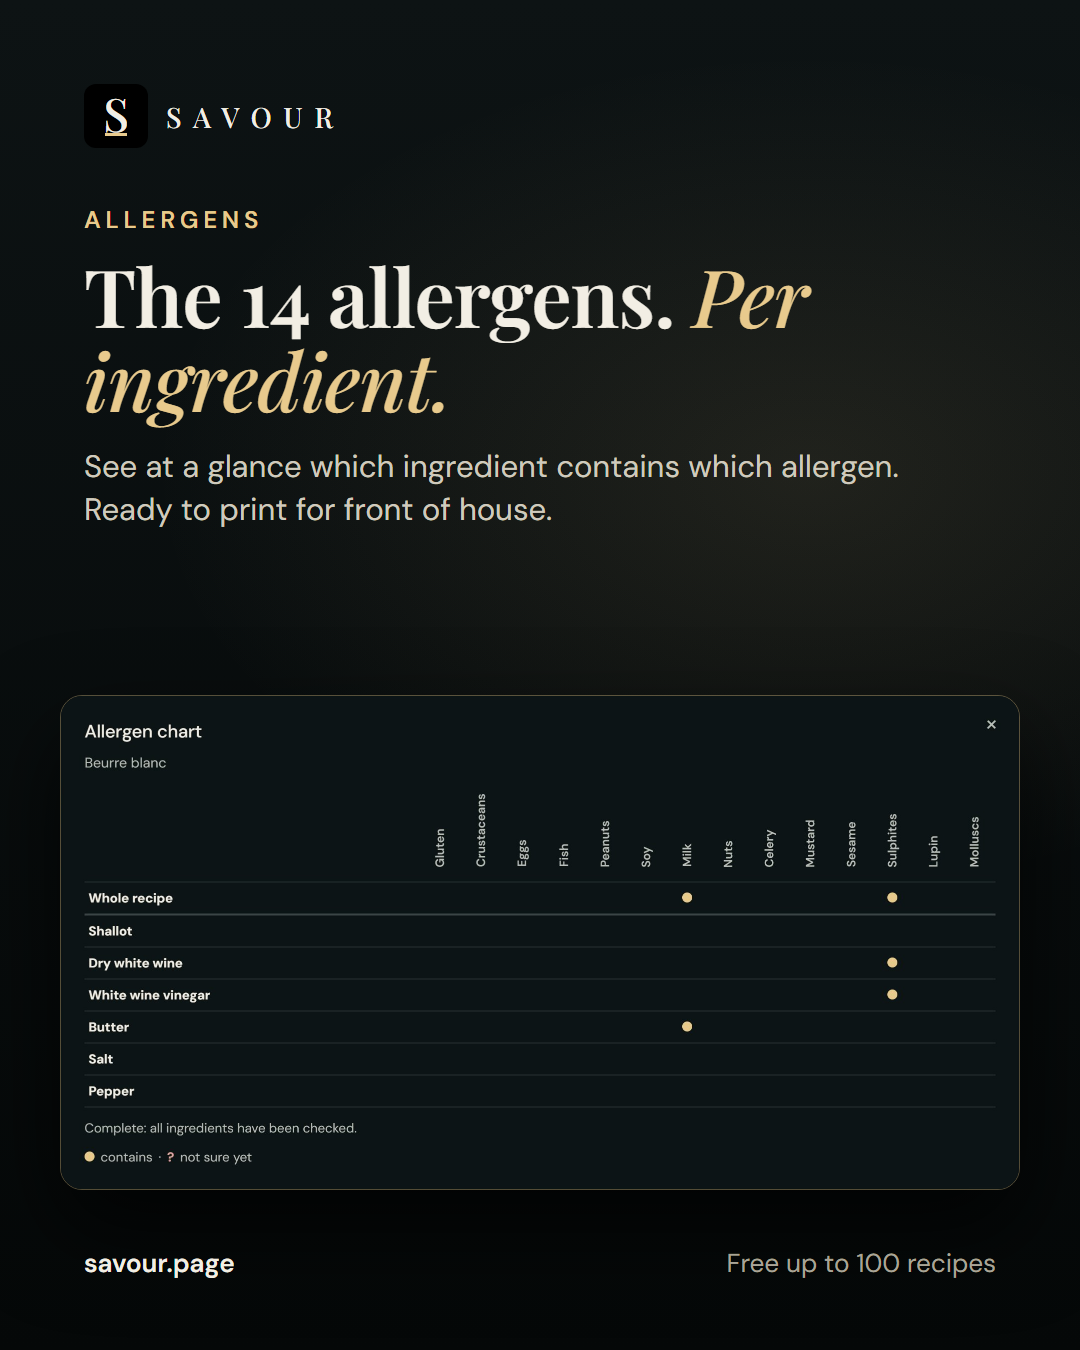 S
SAVOUR
ALLERGENS
The 14 allergens. Per
ingredient.
See at a glance which ingredient contains which allergen.
Ready to print for front of house.
Allergen chart
×
Beurre blanc
Gluten
Crustaceans
Eggs
Fish
Peanuts
Soy
Milk
Nuts
Celery
Mustard
Sesame
Sulphites
Lupin
Molluscs
Whole recipe
Shallot
Dry white wine
White wine vinegar
Butter
Salt
Pepper
Complete: all ingredients have been checked.
contains · ? not sure yet
savour.page
Free up to 100 recipes